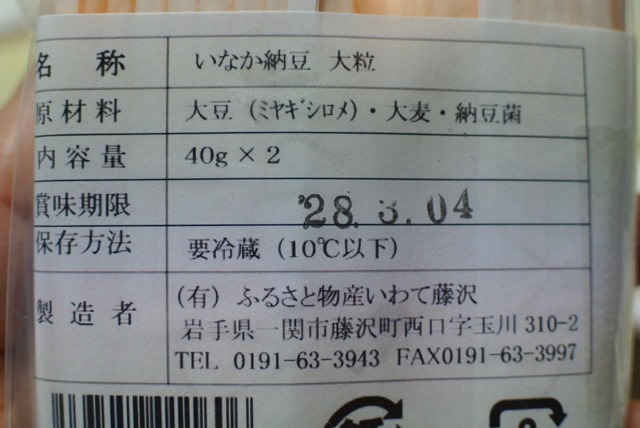 名 称 いなか納豆 大粒
原材料 大豆(ミヤギシロメ)・大麦・納豆菌
内容量 40g × 2
賞味期限 '28.3.04
保存方法 要冷蔵(10℃以下)
製造者 (有)ふるさと物産いわて藤沢
岩手県一関市藤沢町西口字玉川 310-2
TEL 0191-63-3943 FAX0191-63-3997